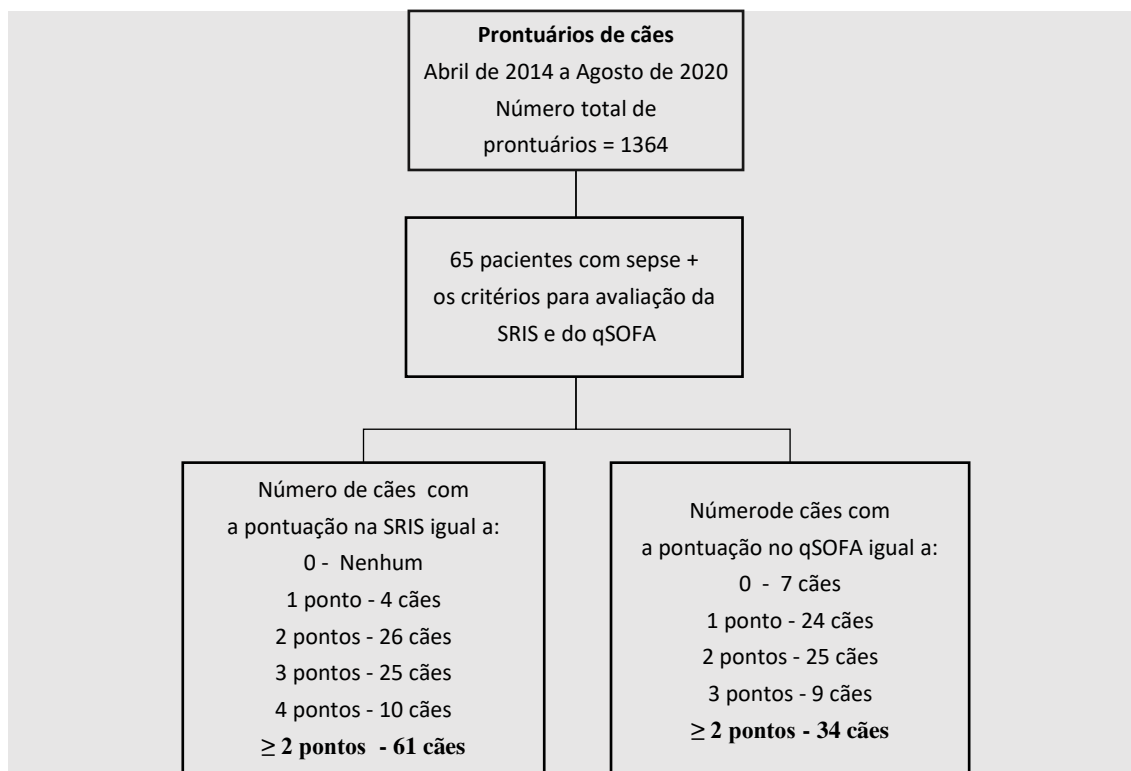 Prontuários de cães
Abril de 2014 a Agosto de 2020
Número total de
prontuários = 1364
65 pacientes com sepse +
os critérios para avaliação da
SRIS e do qSOFA
Número de cães com
a pontuação na SRIS igual a:
0 - Nenhum
1 ponto - 4 cães
2 pontos - 26 cães
3 pontos - 25 cães
4 pontos - 10 cães
≥ 2 pontos - 61 cães
Númerode cães com
a pontuação no qSOFA igual a:
0 - 7 cães
1 ponto - 24 cães
2 pontos - 25 cães
3 pontos - 9 cães
≥ 2 pontos - 34 cães